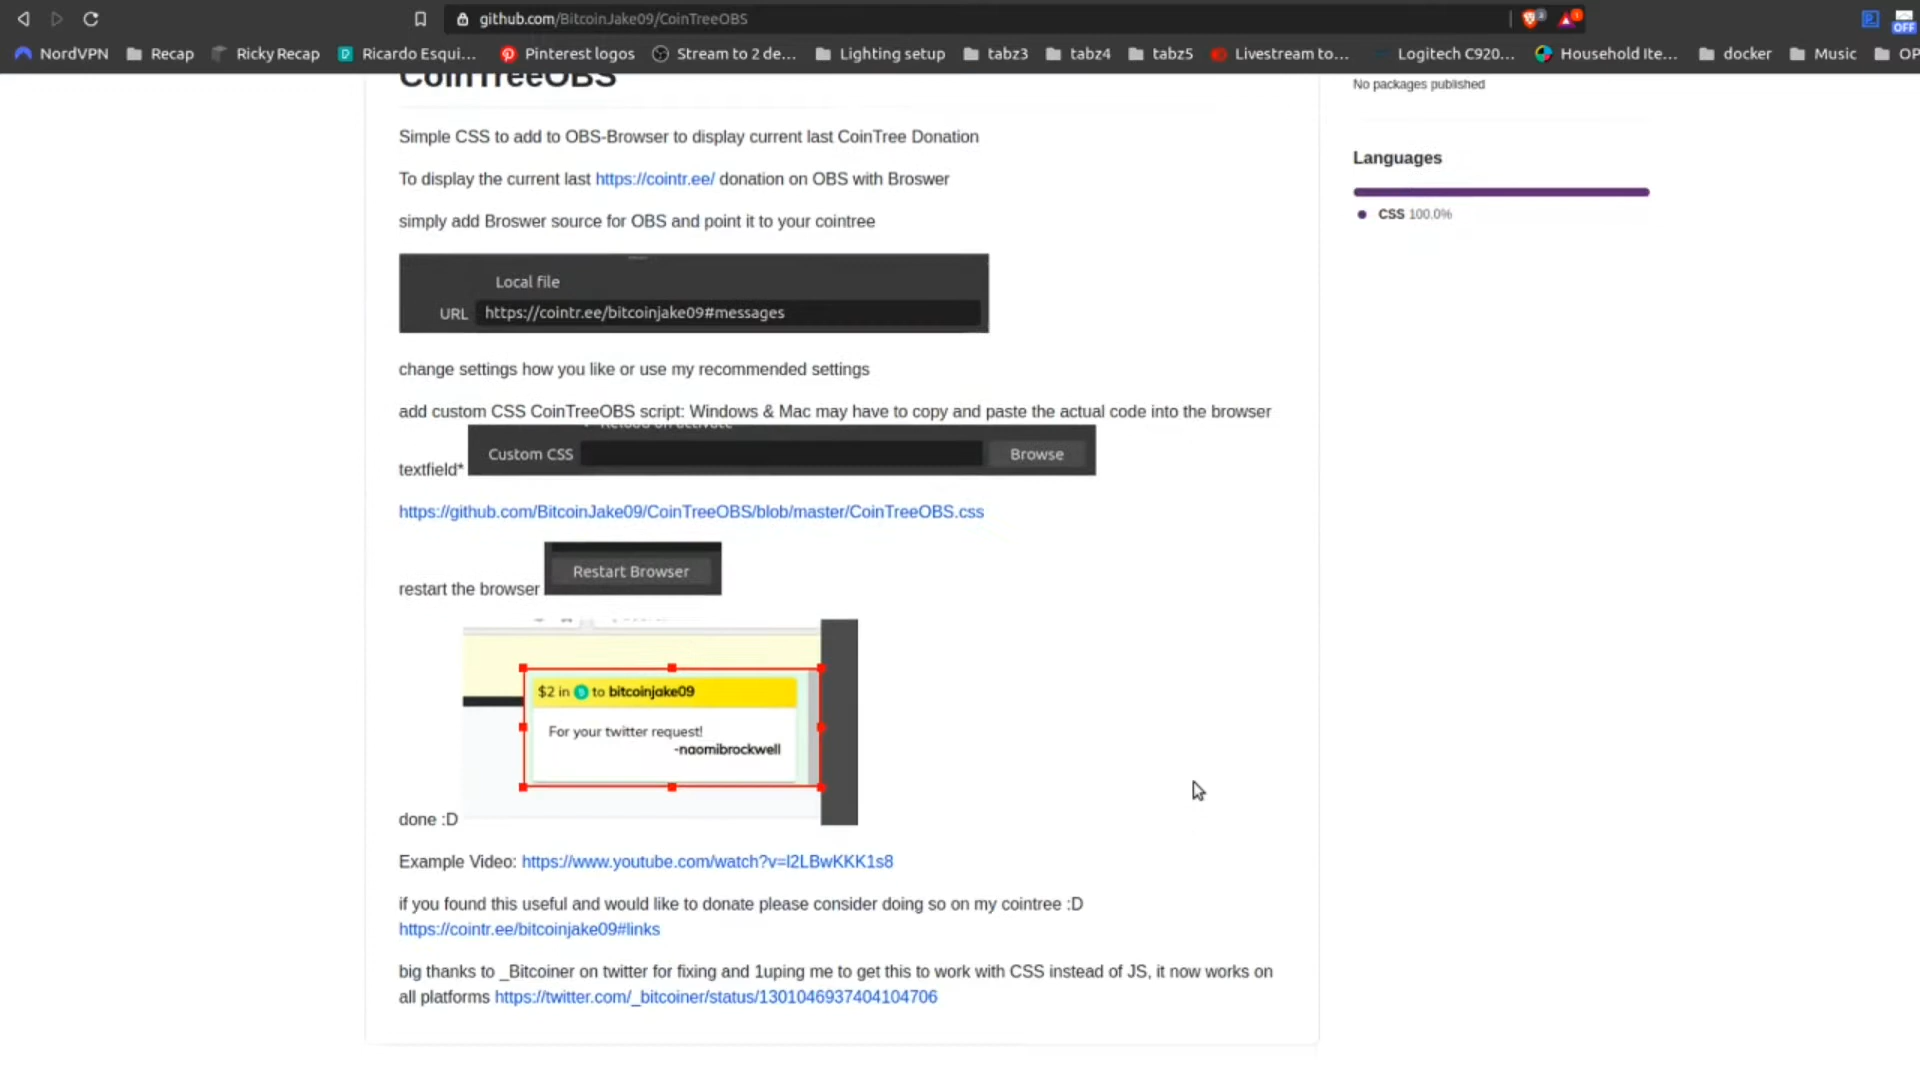 github.com/BitcoinJake09/CoinTreeOBS
3
1
OFF
NordVPN
Recap
Ricky Recap
Ricardo Esqui...
Pinterest logos
Stream to 2 de...
Lighting setup
tabz3
tabz4
tabz5
Livestream to...
Logitech C920...
Household Ite...
docker
Music
OP
CoinTreeOBS
Simple CSS to add to OBS-Browser to display current last CoinTree Donation
To display the current last https://cointr.ee/ donation on OBS with Broswer
simply add Broswer source for OBS and point it to your cointree
Local file
URL https://cointr.ee/bitcoinjake09#messages
change settings how you like or use my recommended settings
add custom CSS CoinTreeOBS script: Windows & Mac may have to copy and paste the actual code into the browser
textfield*
Custom CSS
Browse
https://github.com/BitcoinJake09/CoinTreeOBS/blob/master/CoinTreeOBS.css
restart the browser
Restart Browser
$2 in to bitcoinjake09
For your twitter request!
-naomibrockwell
done :D
Example Video: https://www.youtube.com/watch?v=l2LBwKKK1s8
if you found this useful and would like to donate please consider doing so on my cointree :D
https://cointr.ee/bitcoinjake09#links
big thanks to _Bitcoiner on twitter for fixing and 1uping me to get this to work with CSS instead of JS, it now works on
all platforms https://twitter.com/_bitcoiner/status/1301046937404104706
No packages published
Languages
CSS 100.0%